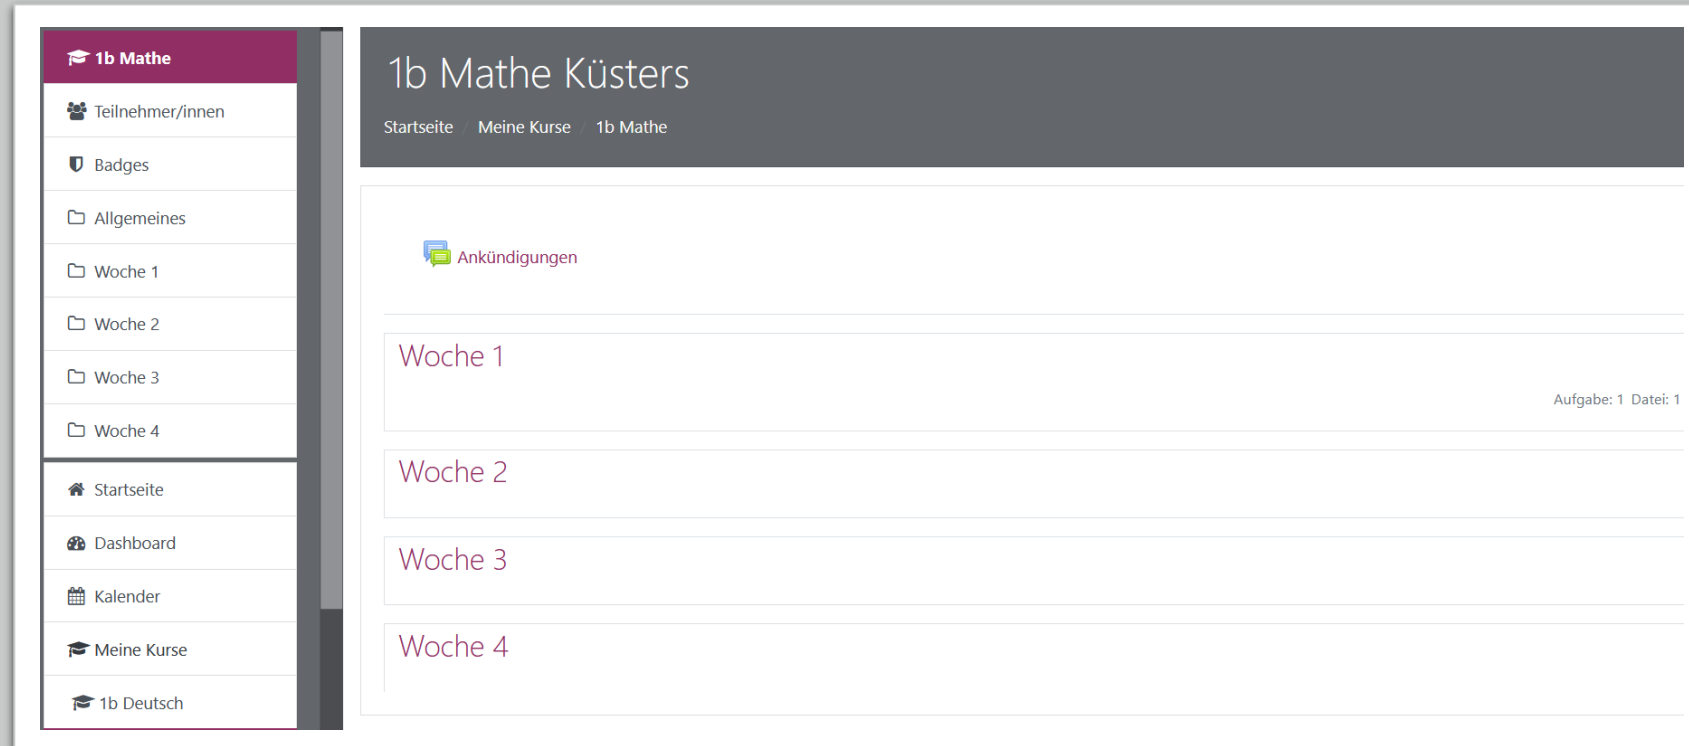 1b Mathe
Teilnehmer/innen
Badges
Allgemeines
Woche 1
Woche 2
Woche 3
Woche 4
Startseite
Dashboard
Kalender
Meine Kurse
1b Deutsch
1b Mathe Küsters
Startseite / Meine Kurse / 1b Mathe
Ankündigungen
Woche 1
Aufgabe: 1 Datei: 1
Woche 2
Woche 3
Woche 4